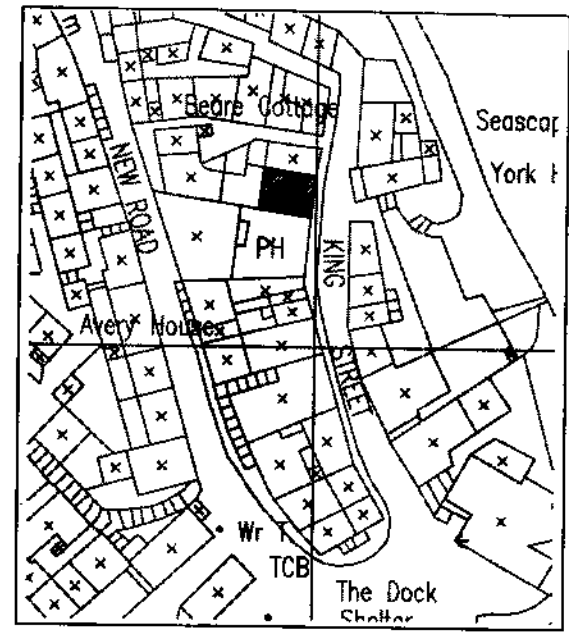 Beare Cottage
Seascap
York
NEW ROAD
PH
KING STREET
Avery Houses
Wr T
TCB
The Dock
Shelter